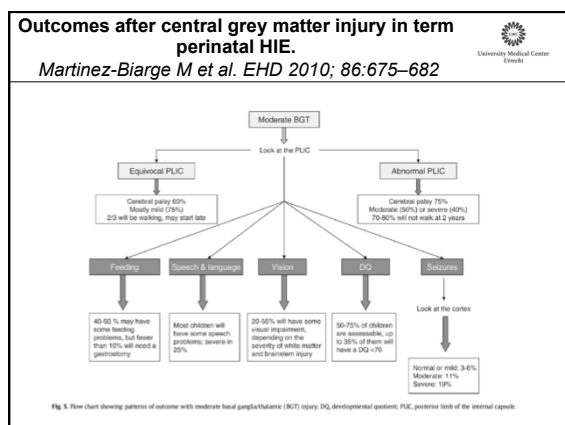 Outcomes after central grey matter injury in term
perinatal HIE.
Martinez-Biarge M et al. EHD 2010; 86:675–682
UMC
University Medical Center
Utrecht
Moderate BGT
Look at the PLIC
Equivocal PLIC
Abnormal PLIC
Cerebral palsy 60%
Mostly mild (75%)
2/3 will be walking, may start late
Cerebral palsy 75%
Moderate (50%) or severe (40%)
70-80% will not walk at 2 years
Feeding
Speech & language
Vision
DQ
Seizures
Look at the cortex
40-50 % may have
some feeding
problems, but fewer
than 10% will need a
gastrostomy
Most children will
have some speech
problems; severe in
25%
20-55% will have some
visual impairment,
depending on the
severity of white matter
and brainstem injury
50-75% of children
are assessable, up
to 35% of them will
have a DQ <70
Normal or mild: 3-6%
Moderate: 11%
Severe: 19%
Fig. 5. Flow chart showing patterns of outcome with moderate basal ganglia/thalamic (BGT) injury. DQ, developmental quotient; PLIC, posterior limb of the internal capsule.